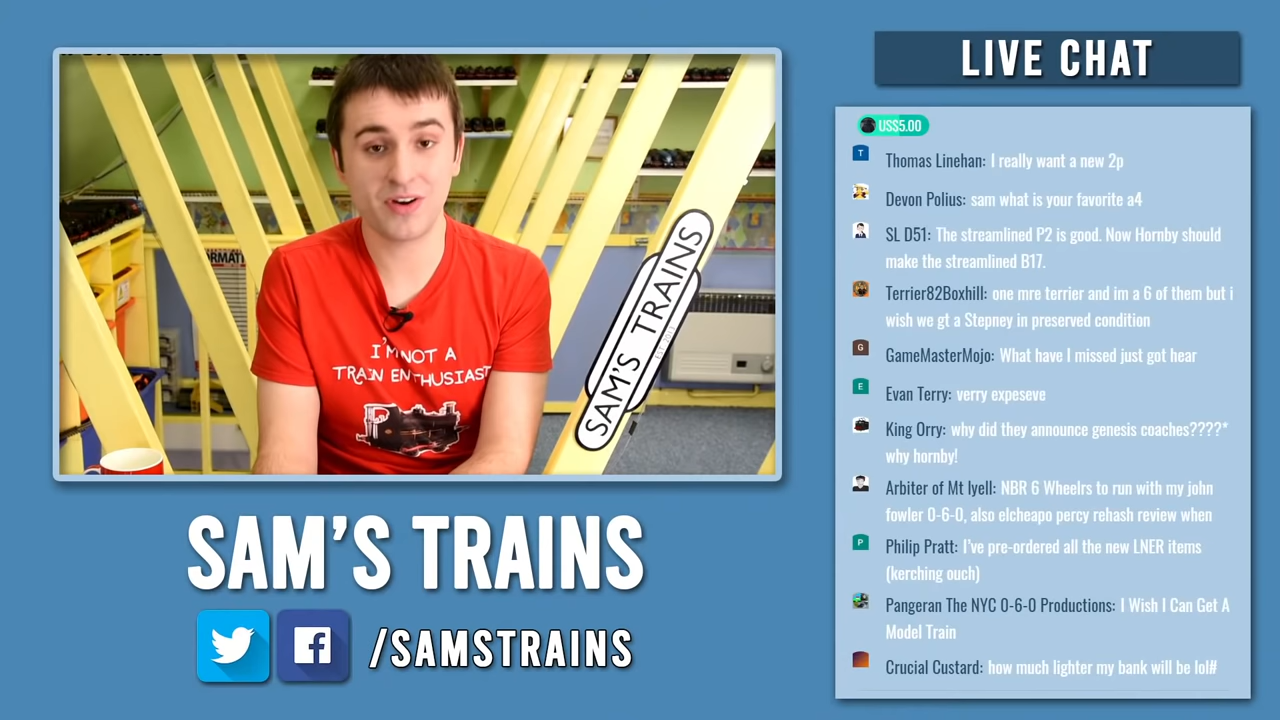 I'M NOT A
TRAIN ENTHUSIAST
SAM'S TRAINS
SAM'S TRAINS
/SAMSTRAINS
LIVE CHAT
US$5.00
T
Thomas Linehan: I really want a new 2p
Devon Polius: sam what is your favorite a4
SL D51: The streamlined P2 is good. Now Hornby should
make the streamlined B17.
Terrier82Boxhill: one mre terrier and im a 6 of them but i
wish we gt a Stepney in preserved condition
G
GameMasterMojo: What have I missed just got hear
E
Evan Terry: verry expeseve
King Orry: why did they announce genesis coaches????*
why hornby!
Arbiter of Mt lyell: NBR 6 Wheelrs to run with my john
fowler 0-6-0, also elcheapo percy rehash review when
P
Philip Pratt: I've pre-ordered all the new LNER items
(kerching ouch)
Pangeran The NYC 0-6-0 Productions: I Wish I Can Get A
Model Train
Crucial Custard: how much lighter my bank will be lol#